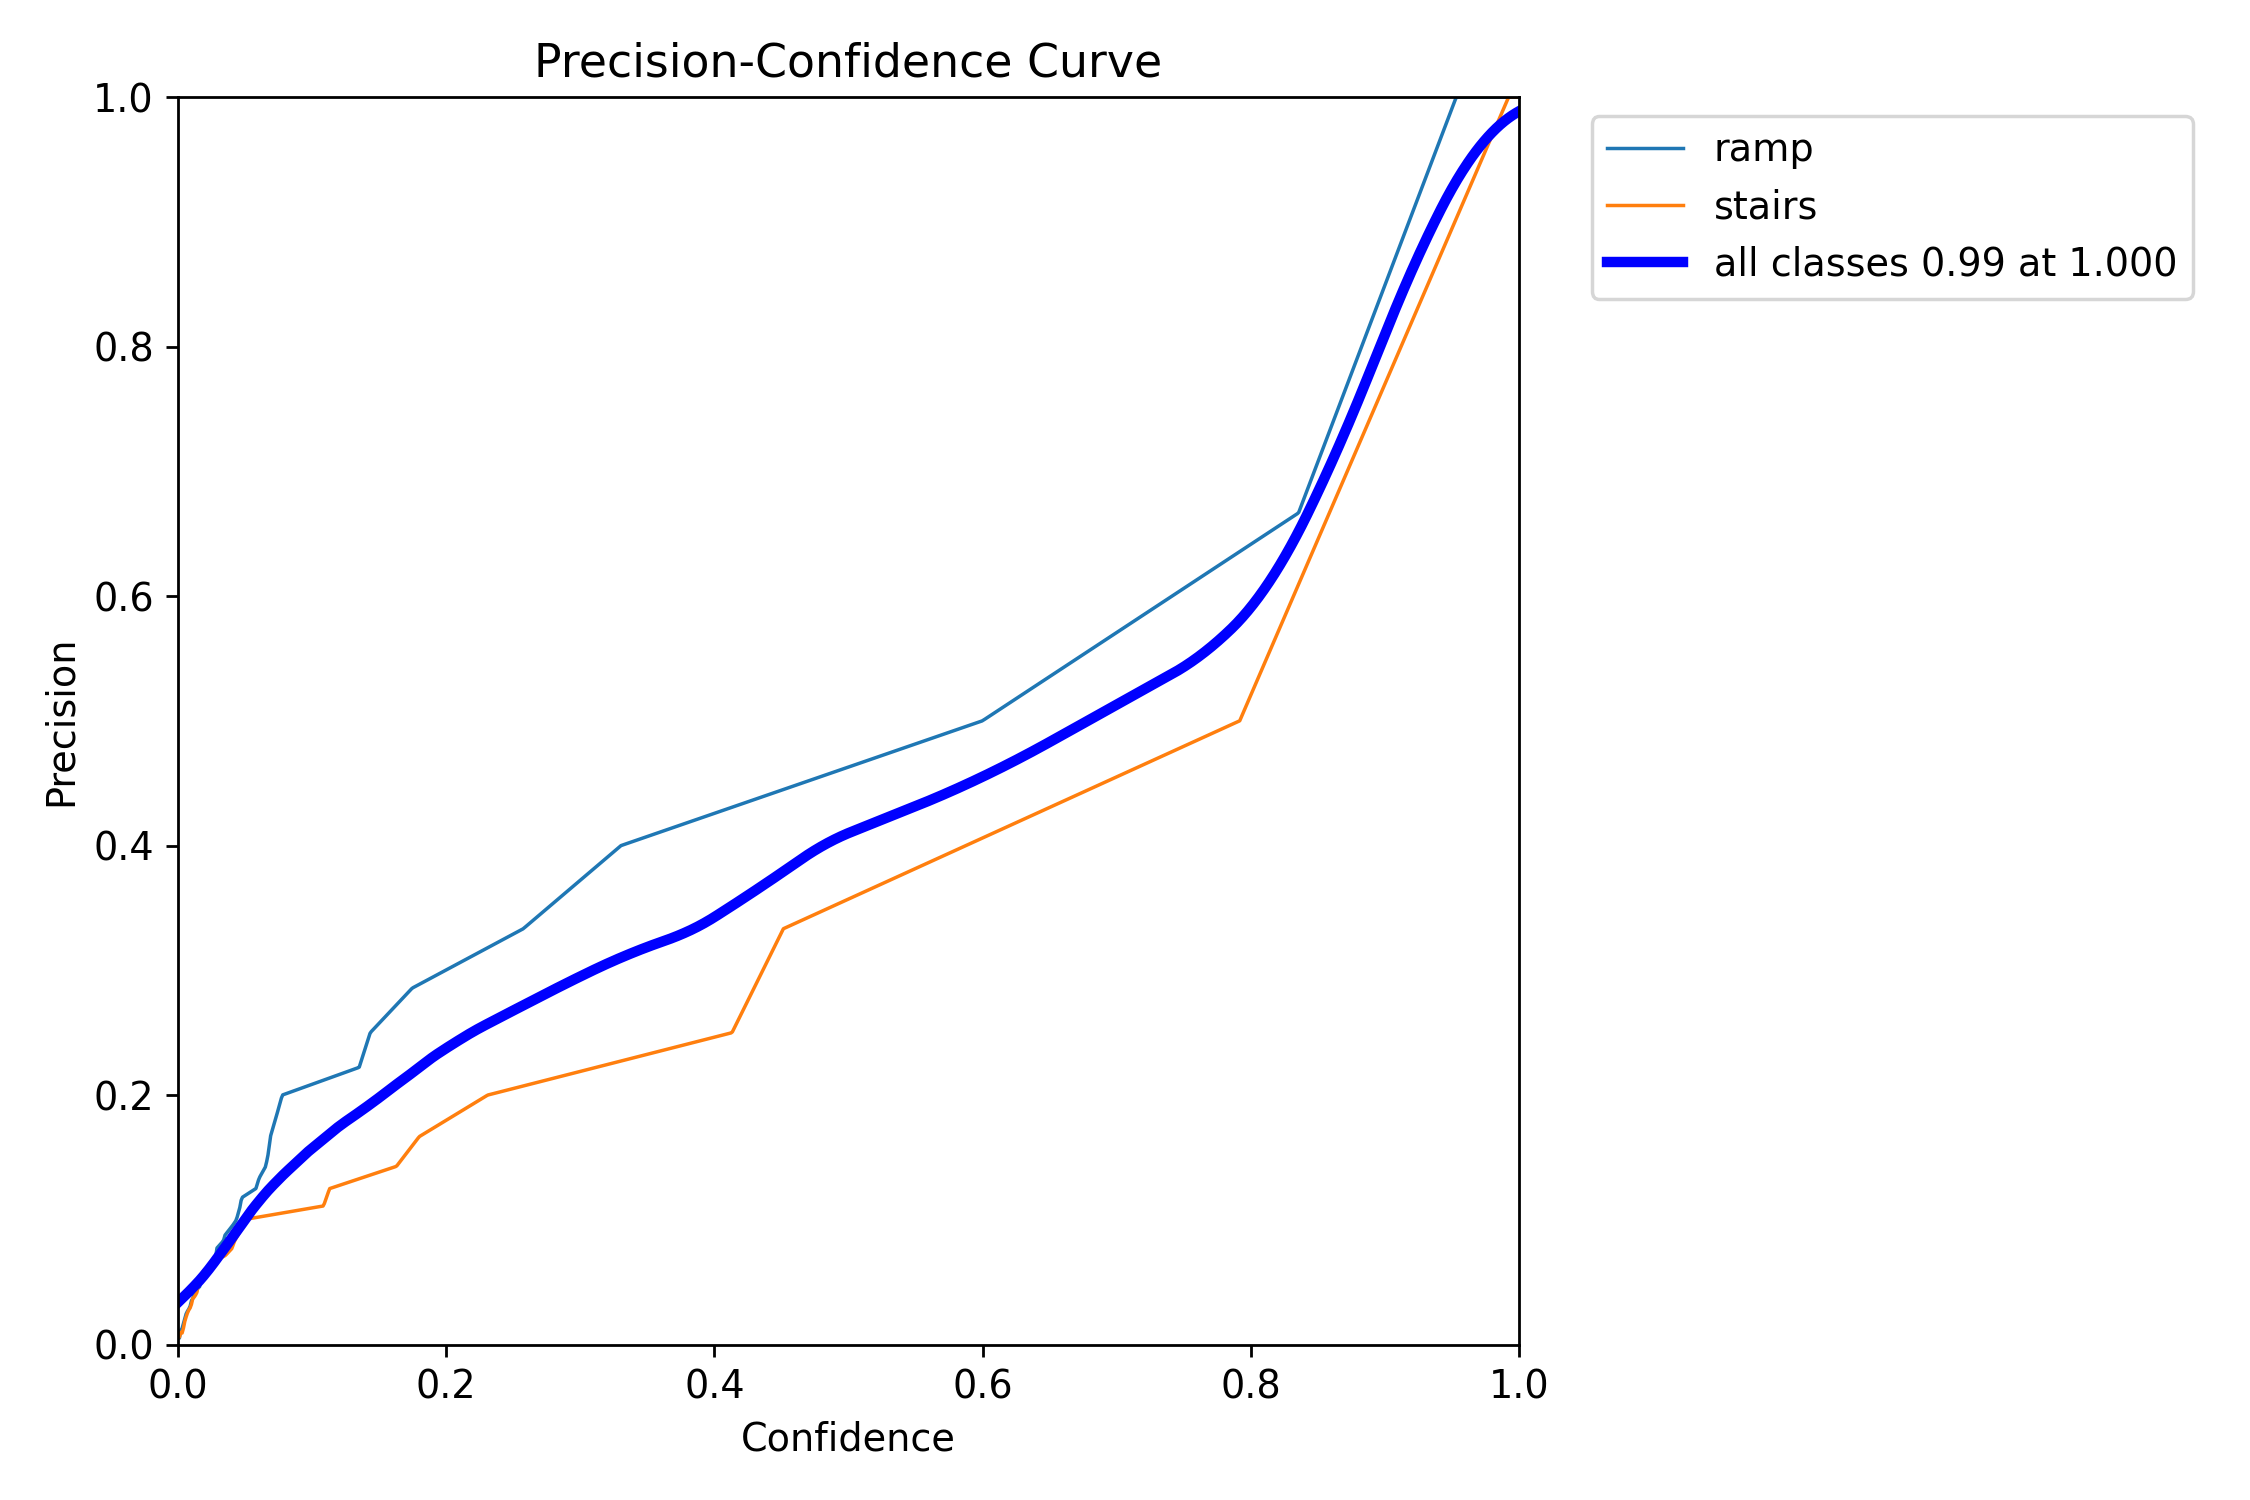 Precision-Confidence Curve
1.0
0.8
0.6
0.4
0.2
0.0
Precision
0.0 0.2 0.4 0.6 0.8 1.0
Confidence
ramp
stairs
all classes 0.99 at 1.000